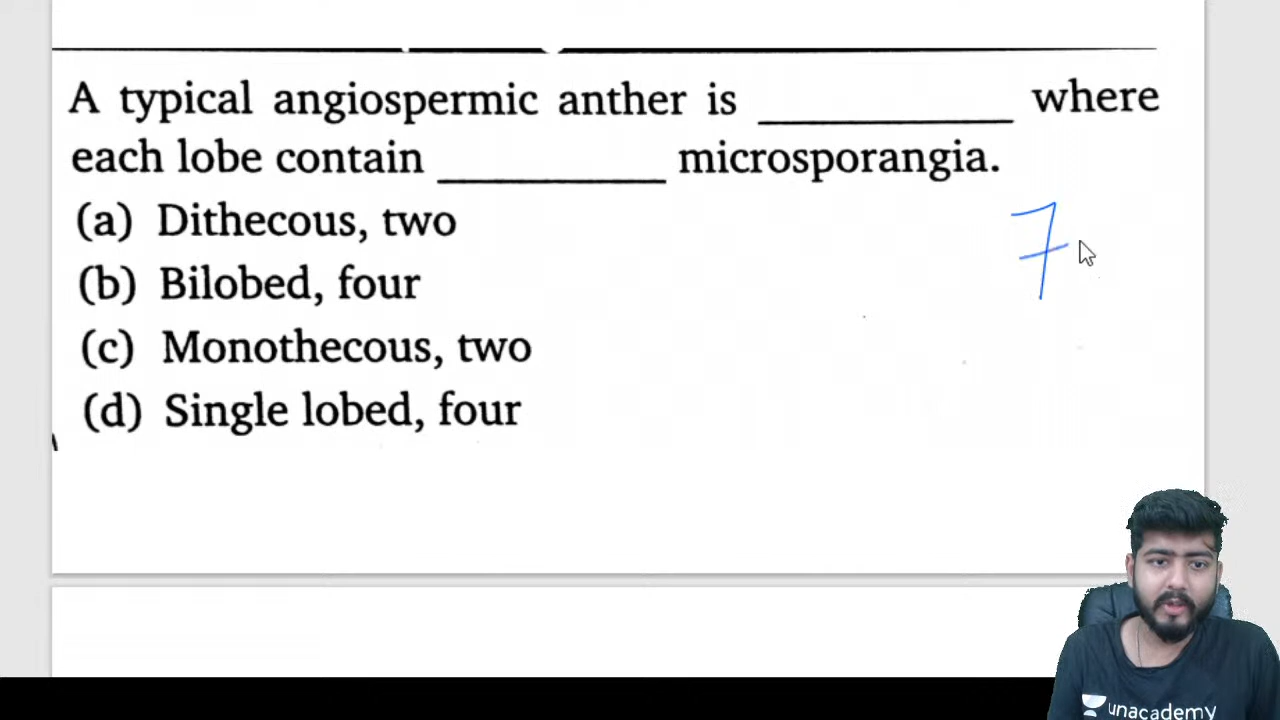 A typical angiospermic anther is ____________ where
each lobe contain ___________ microsporangia.
(a) Dithecous, two
(b) Bilobed, four
(c) Monothecous, two
(d) Single lobed, four
7
unacademy